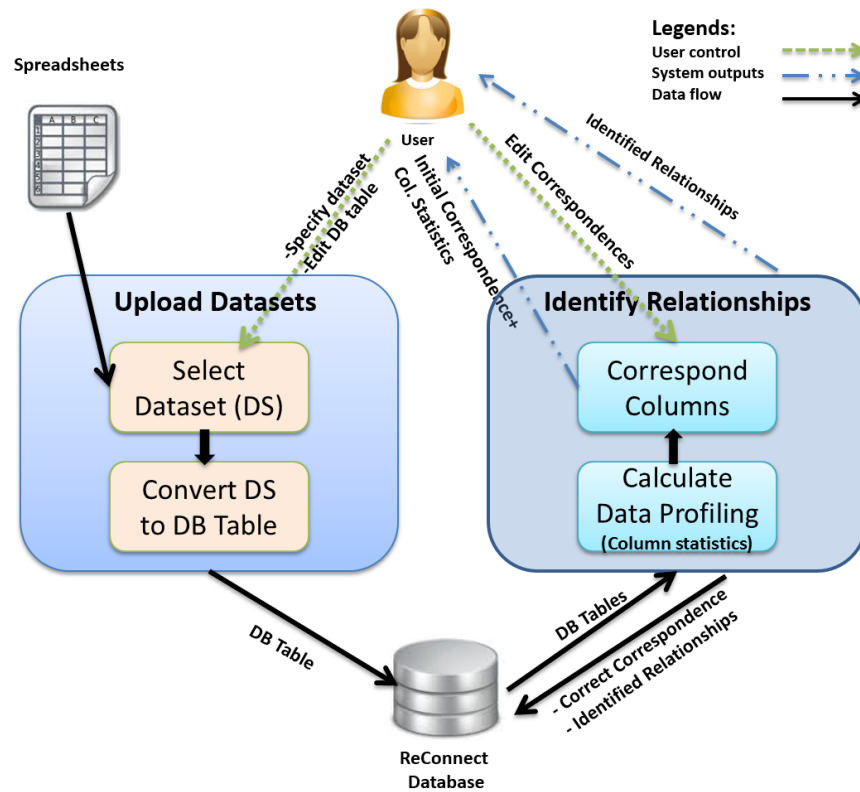 Legends:
User control
System outputs
Data flow
Spreadsheets
A B C
User
-Specify dataset
-Edit DB table
Initial Correspondence+
Col. Statistics
Edit Correspondences
Identified Relationships
Upload Datasets
Select
Dataset (DS)
Convert DS
to DB Table
Identify Relationships
Correspond
Columns
Calculate
Data Profiling
(Column statistics)
DB Table
DB Tables
- Correct Correspondence
- Identified Relationships
ReConnect
Database